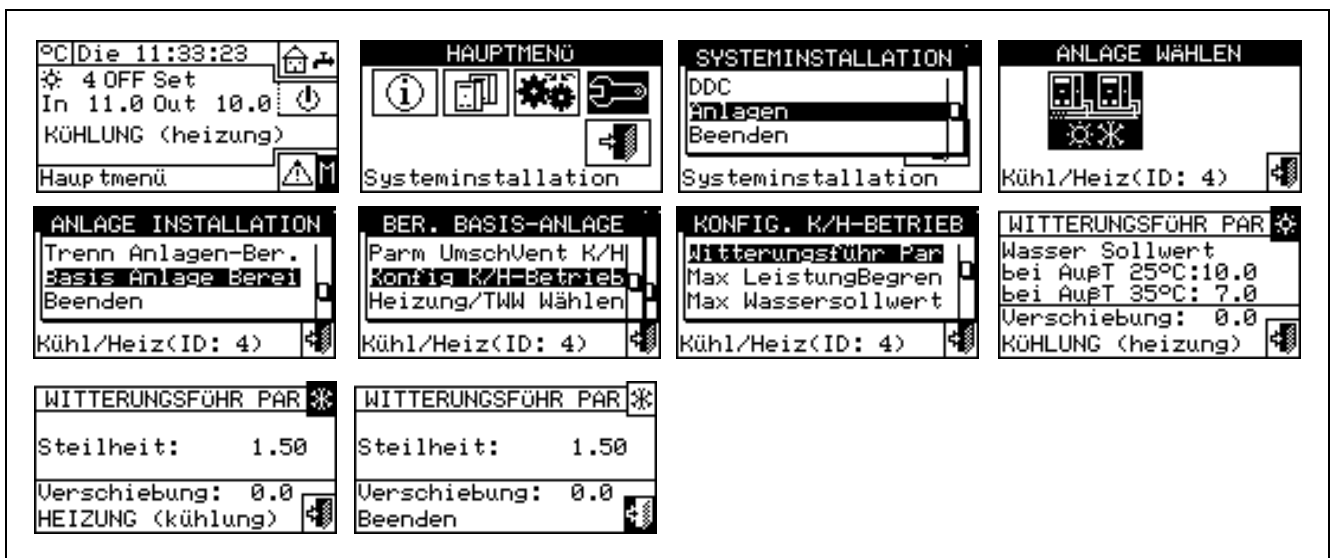 ºC Die 11:33:23
4 OFF Set
In 11.0 Out 10.0
KÜHLUNG (heizung)
Hauptmenü M
HAUPTMENÜ
Systeminstallation
SYSTEMINSTALLATION
DDC
Anlagen
Beenden
Systeminstallation
ANLAGE WÄHLEN
Kühl/Heiz(ID: 4)
ANLAGE INSTALLATION
Trenn Anlagen-Ber.
Basis Anlage Berei
Beenden
Kühl/Heiz(ID: 4)
BER. BASIS-ANLAGE
Parm UmschVent K/H
Konfig K/H-Betrieb
Heizung/TWW Wählen
Kühl/Heiz(ID: 4)
KONFIG. K/H-BETRIEB
Witterungsführ Par
Max LeistungBegren
Max Wassersollwert
Kühl/Heiz(ID: 4)
WITTERUNGSFÜHR PAR
Wasser Sollwert
bei AußT 25ºC:10.0
bei AußT 35ºC: 7.0
Verschiebung: 0.0
KÜHLUNG (heizung)
WITTERUNGSFÜHR PAR
Steilheit: 1.50
Verschiebung: 0.0
HEIZUNG (kühlung)
WITTERUNGSFÜHR PAR
Steilheit: 1.50
Verschiebung: 0.0
Beenden